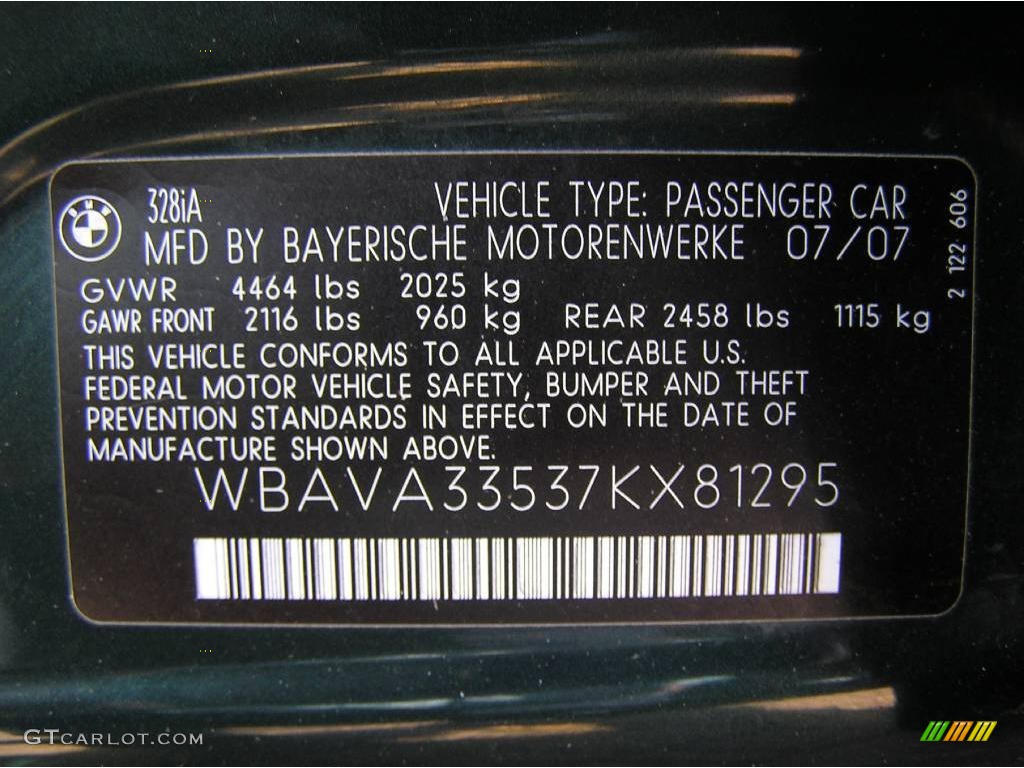 328iA VEHICLE TYPE: PASSENGER CAR
BMW
MFD BY BAYERISCHE MOTORENWERKE 07/07
GVWR 4464 lbs 2025 kg
GAWR FRONT 2116 lbs 960 kg REAR 2458 lbs 1115 kg
2 122 606
THIS VEHICLE CONFORMS TO ALL APPLICABLE U.S.
FEDERAL MOTOR VEHICLE SAFETY, BUMPER AND THEFT
PREVENTION STANDARDS IN EFFECT ON THE DATE OF
MANUFACTURE SHOWN ABOVE.
WBAVA33537KX81295
GTCARLOT.COM